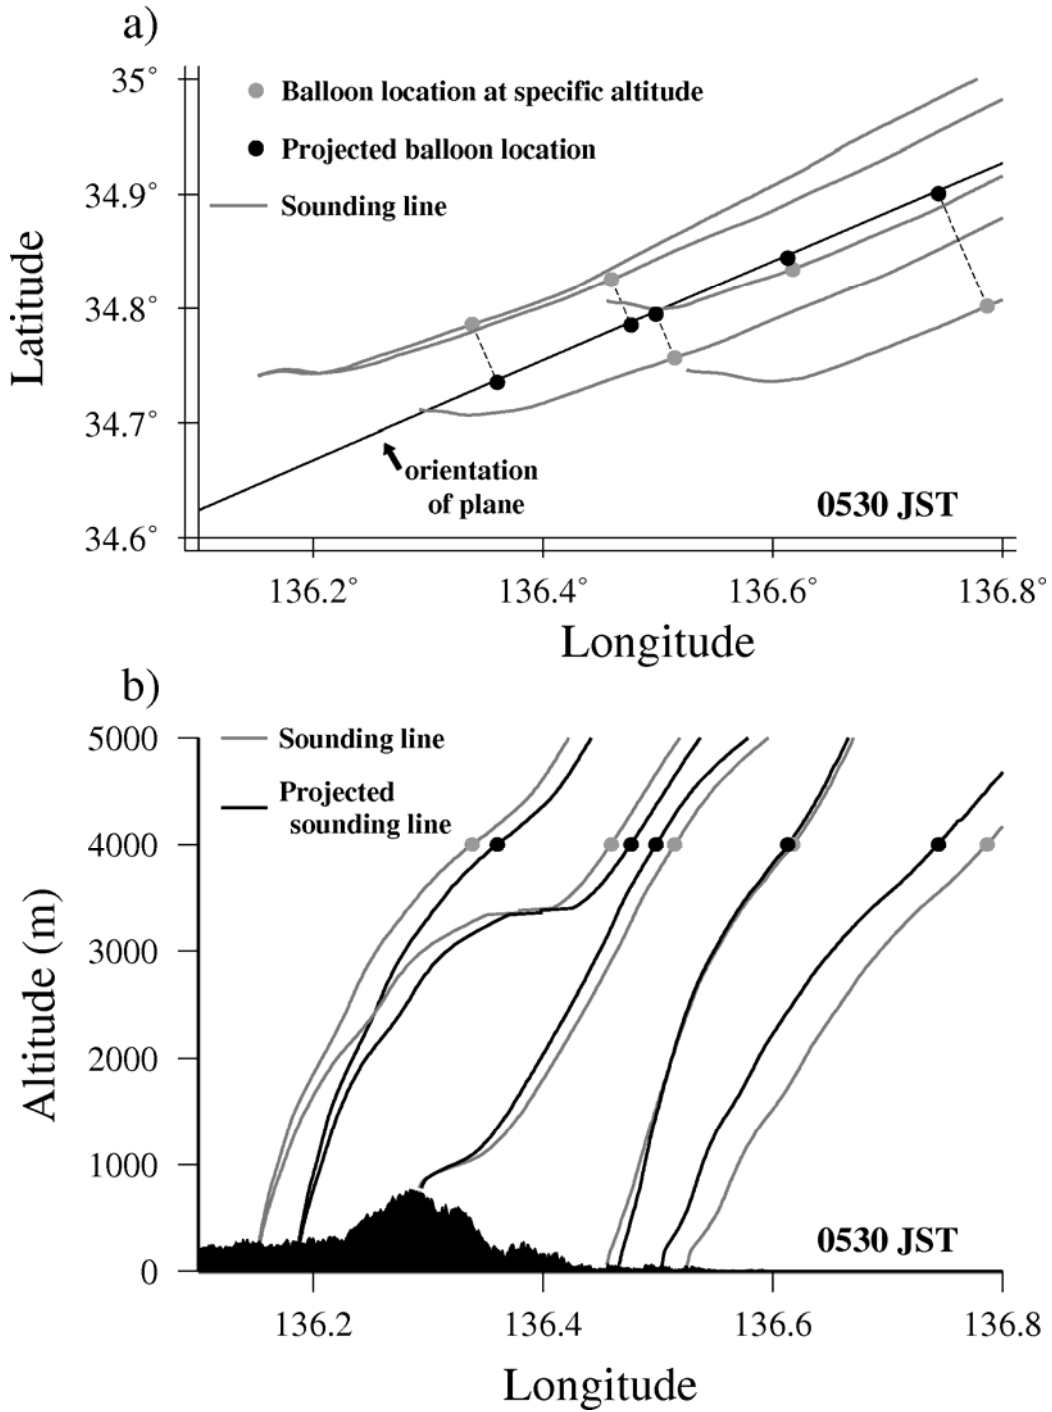 a)
35°
34.9°
34.8°
34.7°
34.6°
Latitude
Balloon location at specific altitude
Projected balloon location
Sounding line
orientation
of plane
0530 JST
136.2°
136.4°
136.6°
136.8°
Longitude
b)
5000
4000
3000
2000
1000
0
Altitude (m)
Sounding line
Projected
sounding line
0530 JST
136.2
136.4
136.6
136.8
Longitude